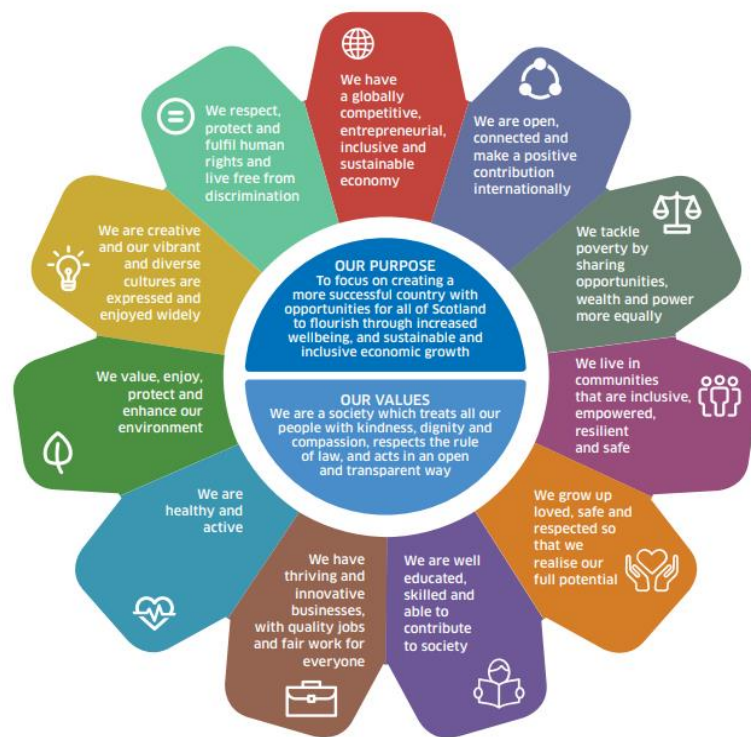 We have
a globally
competitive,
entrepreneurial,
inclusive and
sustainable
economy
We are open,
connected and
make a positive
contribution
internationally
We tackle
poverty by
sharing
opportunities,
wealth and power
more equally
We live in
communities
that are inclusive,
empowered,
resilient
and safe
We grow up
loved, safe and
respected so
that we
realise our
full potential
We are well
educated,
skilled and
able to
contribute
to society
We have
thriving and
innovative
businesses,
with quality jobs
and fair work for
everyone
We are
healthy and
active
We value, enjoy,
protect and
enhance our
environment
We are creative
and our vibrant
and diverse
cultures are
expressed and
enjoyed widely
We respect,
protect and
fulfil human
rights and
live free from
discrimination
OUR PURPOSE
To focus on creating a
more successful country with
opportunities for all of Scotland
to flourish through increased
wellbeing, and sustainable and
inclusive economic growth
OUR VALUES
We are a society which treats all our
people with kindness, dignity and
compassion, respects the rule
of law, and acts in an open
and transparent way